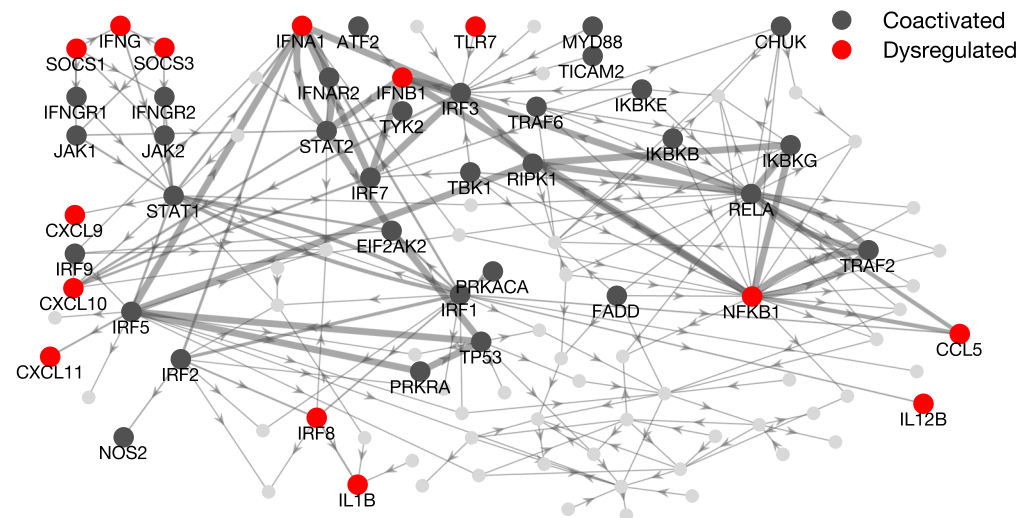 Coactivated
Dysregulated
IFNG
SOCS1
SOCS3
IFNA1
ATF2
TLR7
MYD88
CHUK
TICAM2
IFNGR1
IFNGR2
IFNAR2
IFNB1
IRF3
IKBKE
TRAF6
TYK2
JAK1
JAK2
STAT2
IKBKB
IKBKG
IRF7
TBK1
RIPK1
STAT1
RELA
CXCL9
EIF2AK2
IRF9
TRAF2
PRKACA
CXCL10
IRF1
FADD
NFKB1
IRF5
CCL5
TP53
CXCL11
IRF2
PRKRA
IL12B
IRF8
NOS2
IL1B